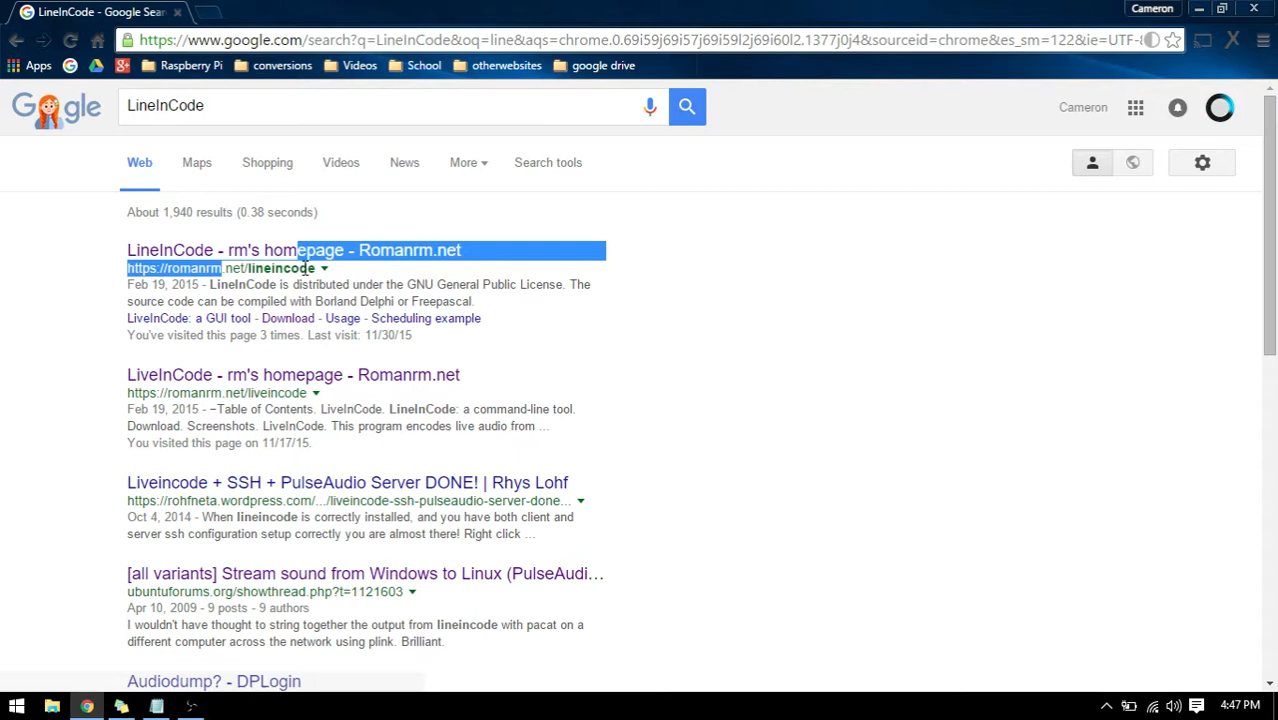 LineInCode - Google Sear
Cameron
https://www.google.com/search?q=LineInCode&oq=line&aqs=chrome.0.69i59j69i57j69i59l2j69i60l2.1377j0j4&sourceid=chrome&es_sm=122&ie=UTF-8
Apps
Raspberry Pi
conversions
Videos
School
otherwebsites
google drive
Google
LineInCode
Cameron
Web
Maps
Shopping
Videos
News
More
Search tools
About 1,940 results (0.38 seconds)
LineInCode - rm's homepage - Romanrm.net
https://romanrm.net/lineincode
Feb 19, 2015 - LineInCode is distributed under the GNU General Public License. The
source code can be compiled with Borland Delphi or Freepascal.
LiveInCode: a GUI tool - Download - Usage - Scheduling example
You've visited this page 3 times. Last visit: 11/30/15
LiveInCode - rm's homepage - Romanrm.net
https://romanrm.net/liveincode
Feb 19, 2015 - −Table of Contents. LiveInCode. LineInCode: a command-line tool.
Download. Screenshots. LiveInCode. This program encodes live audio from ...
You visited this page on 11/17/15.
Liveincode + SSH + PulseAudio Server DONE! | Rhys Lohf
https://rohfneta.wordpress.com/.../liveincode-ssh-pulseaudio-server-done...
Oct 4, 2014 - When lineincode is correctly installed, and you have both client and
server ssh configuration setup correctly you are almost there! Right click ...
[all variants] Stream sound from Windows to Linux (PulseAudi...
ubuntuforums.org/showthread.php?t=1121603
Apr 10, 2009 - 9 posts - 9 authors
I wouldn't have thought to string together the output from lineincode with pacat on a
different computer across the network using plink. Brilliant.
Audiodump? - DPLogin
4:47 PM